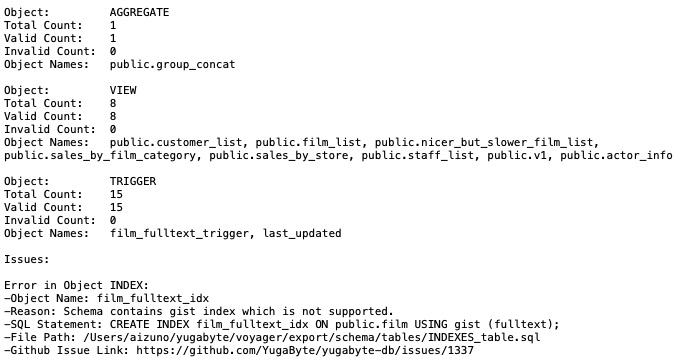 Object: AGGREGATE
Total Count: 1
Valid Count: 1
Invalid Count: 0
Object Names: public.group_concat
Object: VIEW
Total Count: 8
Valid Count: 8
Invalid Count: 0
Object Names: public.customer_list, public.film_list, public.nicer_but_slower_film_list,
public.sales_by_film_category, public.sales_by_store, public.staff_list, public.v1, public.actor_info
Object: TRIGGER
Total Count: 15
Valid Count: 15
Invalid Count: 0
Object Names: film_fulltext_trigger, last_updated
Issues:
Error in Object INDEX:
-Object Name: film_fulltext_idx
-Reason: Schema contains gist index which is not supported.
-SQL Statement: CREATE INDEX film_fulltext_idx ON public.film USING gist (fulltext);
-File Path: /Users/aizuno/yugabyte/voyager/export/schema/tables/INDEXES_table.sql
-Github Issue Link: https://github.com/YugaByte/yugabyte-db/issues/1337